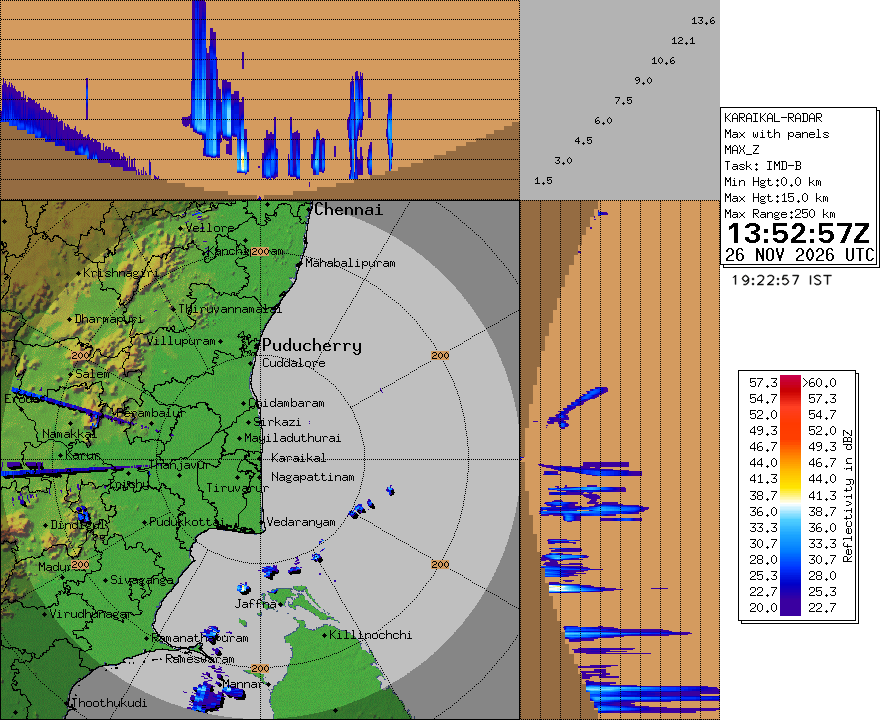 13.6
12.1
10.6
9.0
7.5
6.0
4.5
3.0
1.5
KARAIKAL-RADAR
Max with panels
MAX_Z
Task: IMD-B
Min Hgt:0.0 km
Max Hgt:15.0 km
Max Range:250 km
13:52:57Z
26 NOV 2026 UTC
19:22:57 IST
Chennai
Vellore
200
Mahabalipuram
Krishnagiri
Thiruvannamalai
Dharmapuri
Villupuram
Puducherry
200
200
Cuddalore
Salem
Chidambaram
Perambalur
Sirkazi
Namakkal
Mayiladuthurai
Karur
Karaikal
Thanjavur
Nagapattinam
Tiruvarur
Dindigul
Pudukkottai
Vedaranyam
200
200
Sivaganga
Jaffna
Virudhunagar
Ramanathapuram
Killinochchi
Rameswaram
200
Mannar
Thoothukudi
57.3 >60.0
54.7 57.3
52.0 54.7
49.3 52.0
46.7 49.3
44.0 46.7
41.3 44.0
38.7 41.3
36.0 38.7
33.3 36.0
30.7 33.3
28.0 30.7
25.3 28.0
22.7 25.3
20.0 22.7
Reflectivity in dBZ